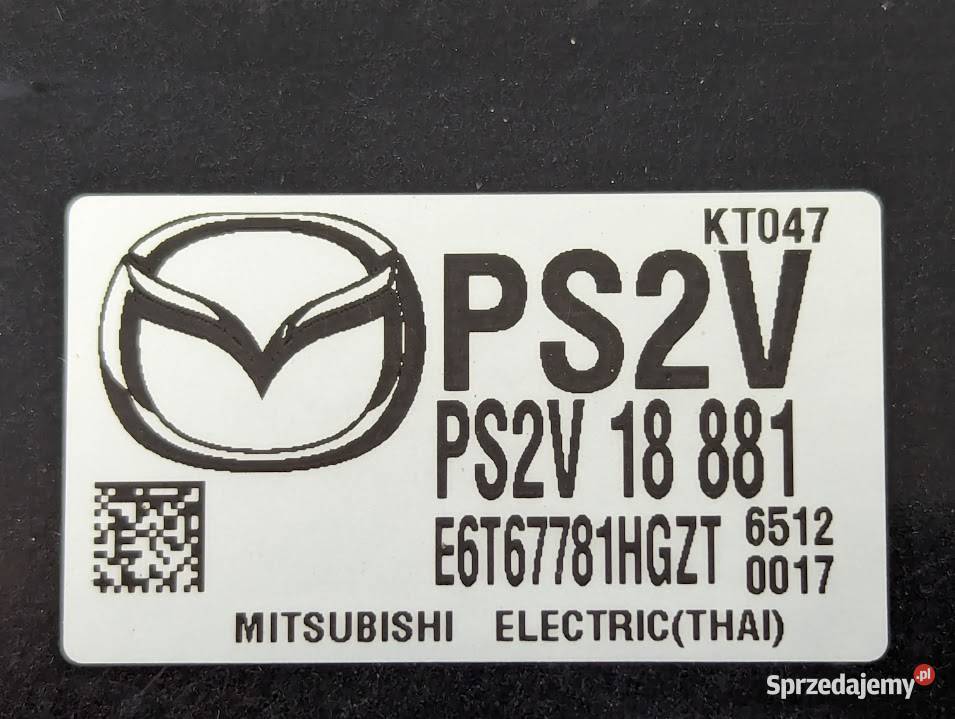 KT047
PS2V
PS2V 18 881
E6T67781HGZT 6512
0017
MITSUBISHI ELECTRIC(THAI)
Sprzedajemy.pl